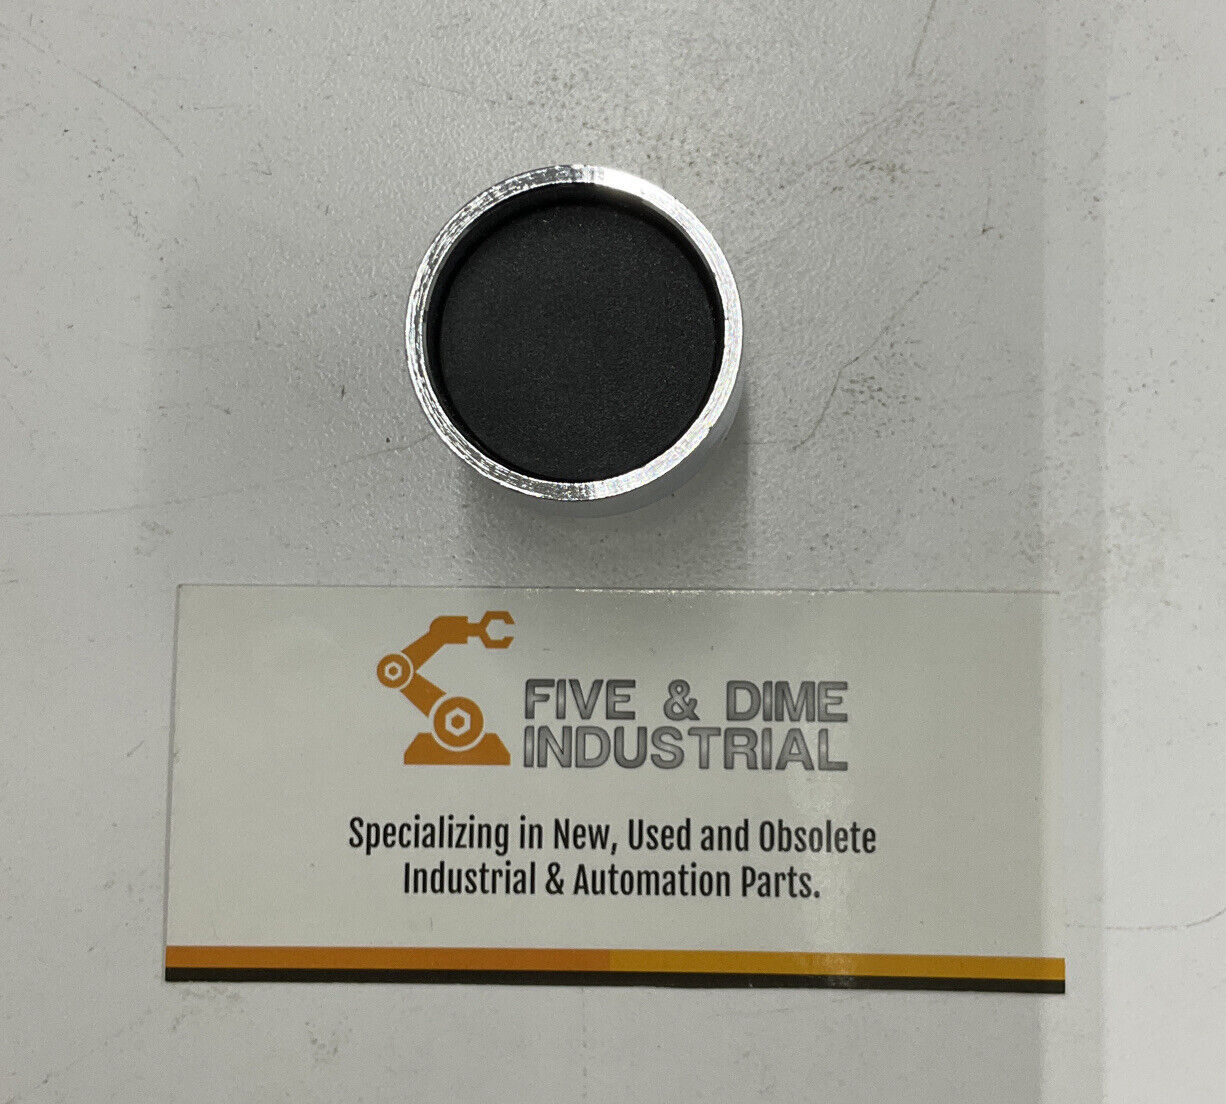 FIVE & DIME
INDUSTRIAL
Specializing in New, Used and Obsolete
Industrial & Automation Parts.